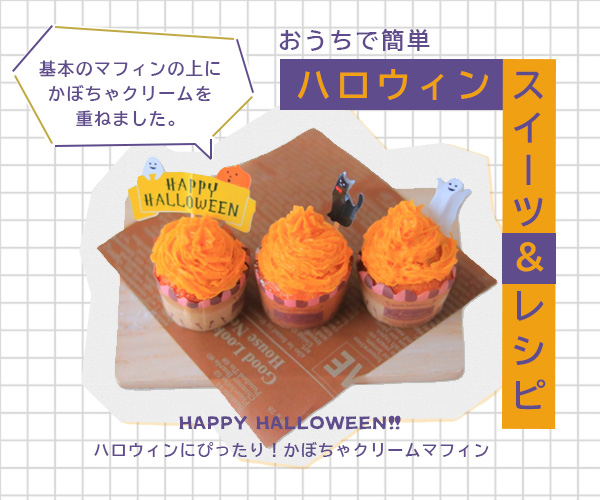 おうちで簡単
ハロウィン
スイーツ&レシピ
基本のマフィンの上に
かぼちゃクリームを
重ねました。
HAPPY
HALLOWEEN
Good Look
House
HAPPY HALLOWEEN!!
ハロウィンにぴったり!かぼちゃクリームマフィン